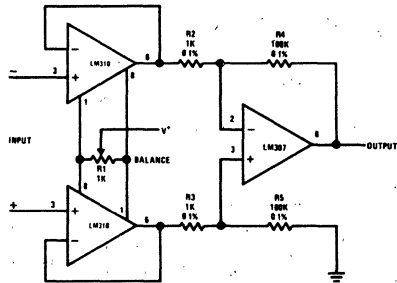 R2
1K
0.1%
R4
100K
0.1%
LM310
−
+
3
6
1
8
−
+
2
3
6
LM307
OUTPUT
INPUT
V+
R1
1K
BALANCE
8
1
+
−
3
6
LM310
R3
1K
0.1%
R5
100K
0.1%